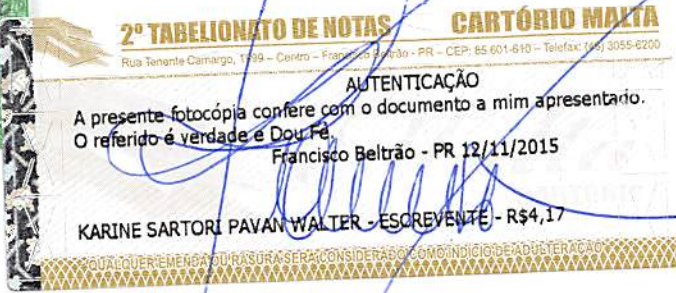 2º TABELIONATO DE NOTAS CARTÓRIO MALTA
Rua Tenente Camargo, 1999 – Centro – Francisco Beltrão - PR – CEP: 85.601-610 – Telefax: (46) 3055-6200
AUTENTICAÇÃO
A presente fotocópia confere com o documento a mim apresentado.
O referido é verdade e Dou Fé.
Francisco Beltrão - PR 12/11/2015
KARINE SARTORI PAVAN WALTER - ESCREVENTE - R$4,17
QUALQUER EMENDA OU RASURA SERÁ CONSIDERADO COMO INDÍCIO DE ADULTERAÇÃO